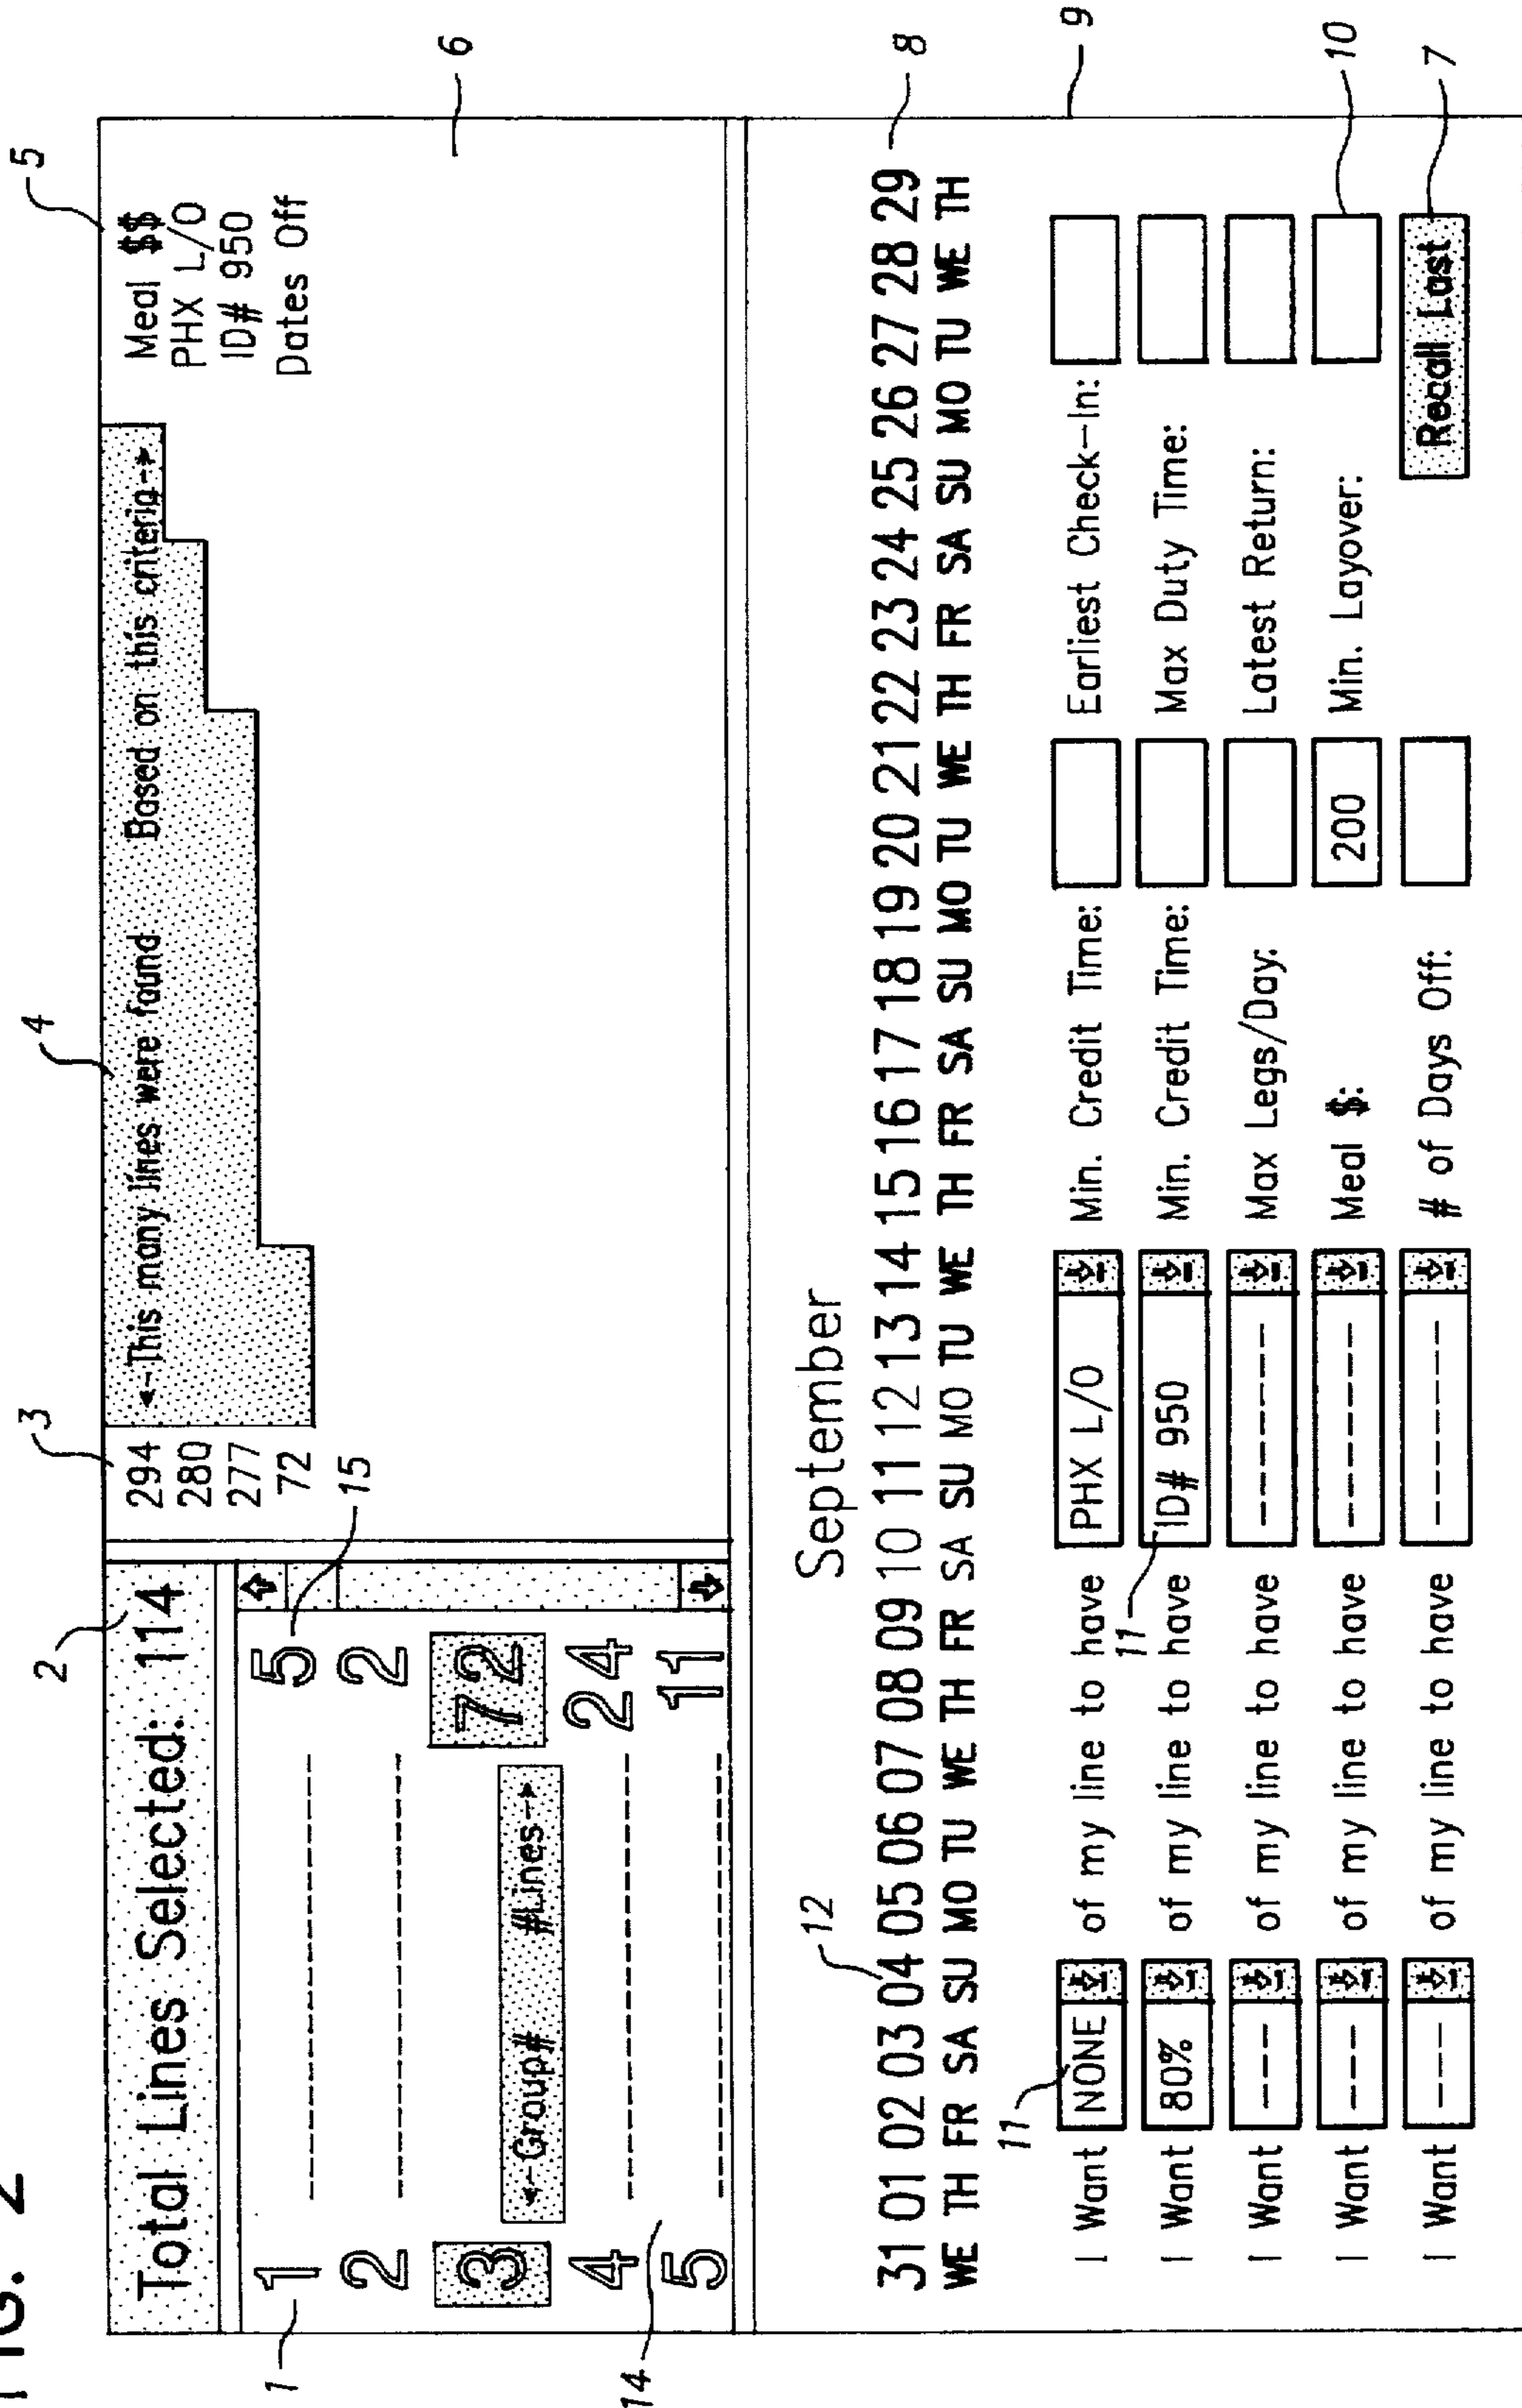 FIG. 2
Total Lines Selected: 114
2
3
4
5
1
1 5
15
2 2
3 72
Group# #Lines
4 24
5 11
14
294 This many lines were found Based on this criteria Meal $$
280 PHX L/O
277 ID# 950
72 Dates Off
6
September
12
31 01 02 03 04 05 06 07 08 09 10 11 12 13 14 15 16 17 18 19 20 21 22 23 24 25 26 27 28 29
8
WE TH FR SA SU MO TU WE TH FR SA SU MO TU WE TH FR SA SU MO TU WE TH FR SA SU MO TU WE TH
11
9
I Want NONE of my line to have PHX L/O Min. Credit Time: Earliest Check-In:
11
I Want 80% of my line to have ID# 950 Min. Credit Time: Max Duty Time:
I Want ---- of my line to have ------- Max Legs/Day: Latest Return:
I Want ---- of my line to have ------- Meal $: 200 Min. Layover:
10
I Want ---- of my line to have ------- # of Days Off: Recall Last
7